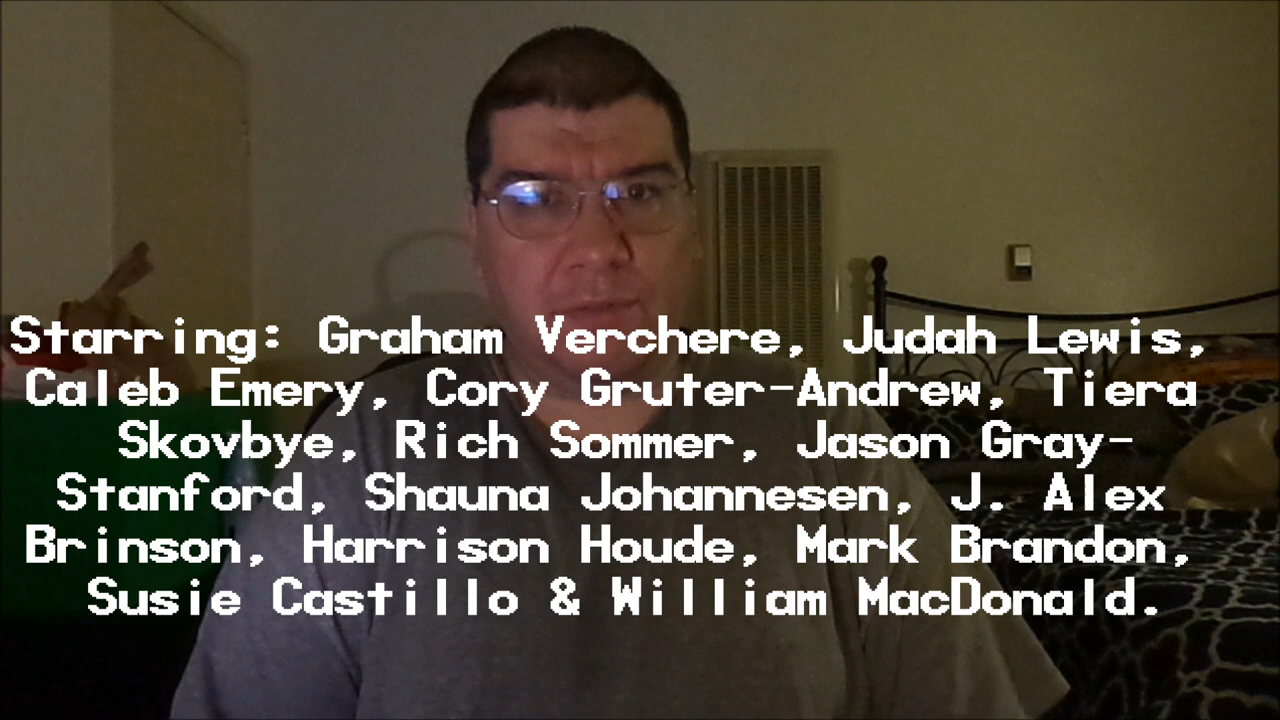 Starring: Graham Verchere, Judah Lewis,
Caleb Emery, Cory Gruter-Andrew, Tiera
Skovbye, Rich Sommer, Jason Gray-
Stanford, Shauna Johannesen, J. Alex
Brinson, Harrison Houde, Mark Brandon,
Susie Castillo & William MacDonald.